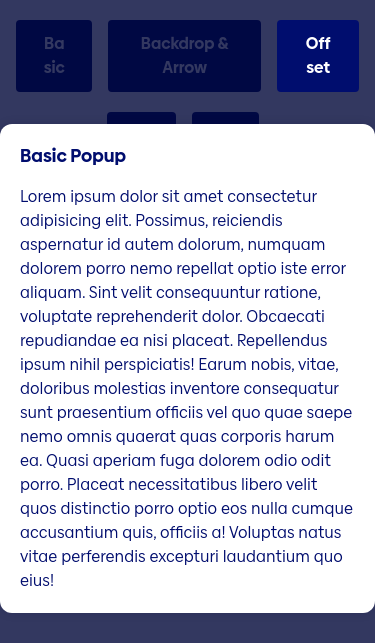 Ba
sic
Backdrop &
Arrow
Off
set
Basic Popup
Lorem ipsum dolor sit amet consectetur
adipisicing elit. Possimus, reiciendis
aspernatur id autem dolorum, numquam
dolorem porro nemo repellat optio iste error
aliquam. Sint velit consequuntur ratione,
voluptate reprehenderit dolor. Obcaecati
repudiandae ea nisi placeat. Repellendus
ipsum nihil perspiciatis! Earum nobis, vitae,
doloribus molestias inventore consequatur
sunt praesentium officiis vel quo quae saepe
nemo omnis quaerat quas corporis harum
ea. Quasi aperiam fuga dolorem odio odit
porro. Placeat necessitatibus libero velit
quos distinctio porro optio eos nulla cumque
accusantium quis, officiis a! Voluptas natus
vitae perferendis excepturi laudantium quo
eius!